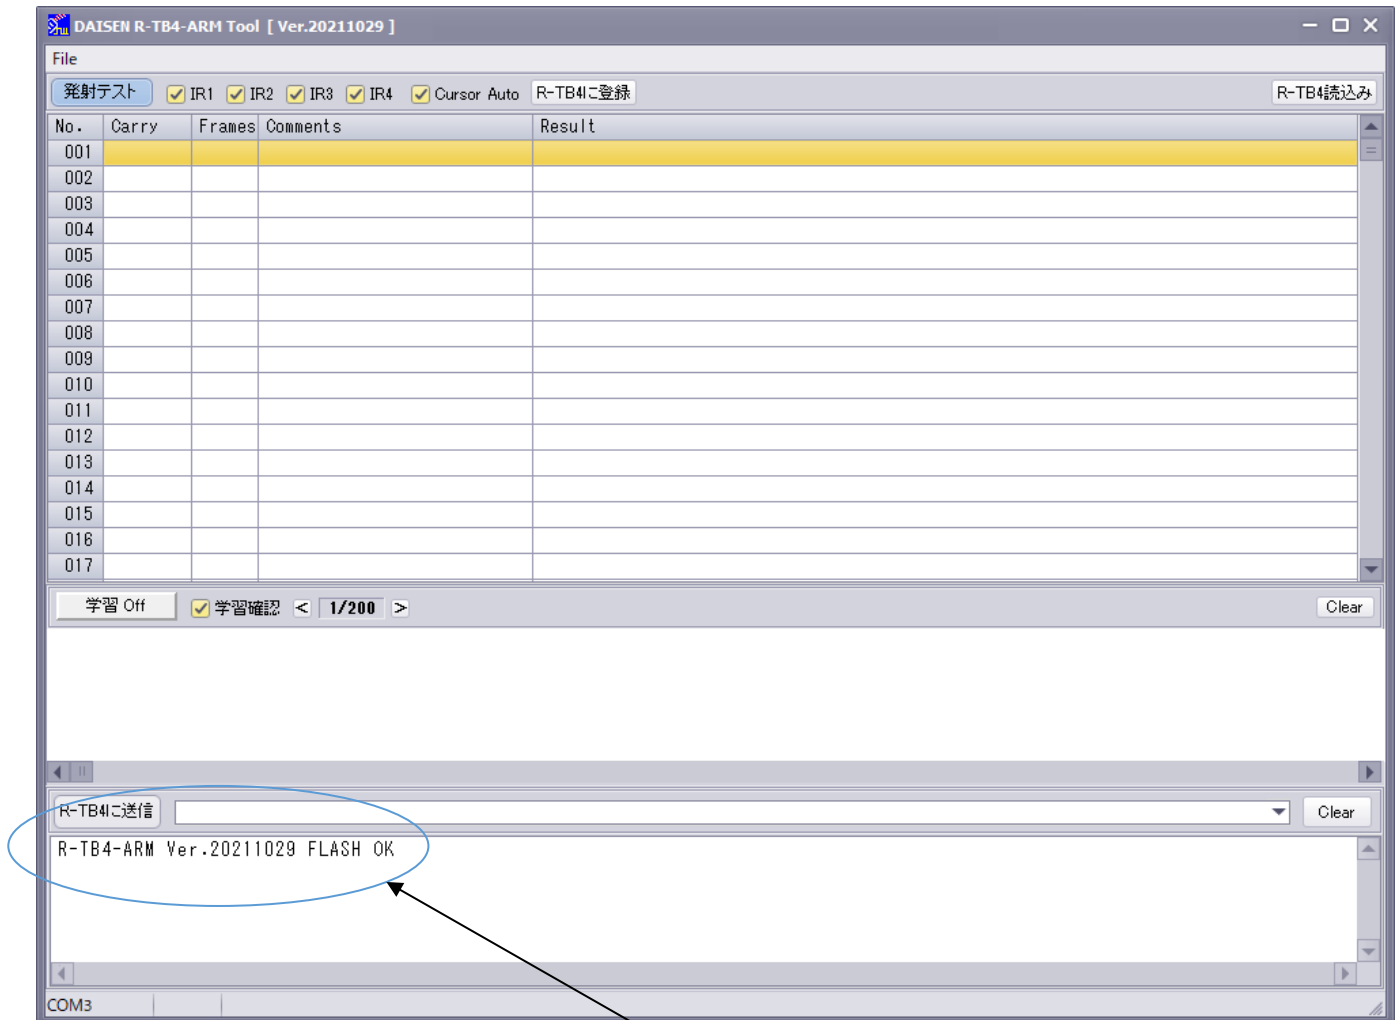 DAISEN R-TB4-ARM Tool [ Ver.20211029 ]
File
発射テスト IR1 IR2 IR3 IR4 Cursor Auto R-TB4に登録 R-TB4読込み
No. Carry Frames Comments Result
001
002
003
004
005
006
007
008
009
010
011
012
013
014
015
016
017
学習 Off 学習確認 < 1/200 > Clear
R-TB4に送信 Clear
R-TB4-ARM Ver.20211029 FLASH OK
COM3